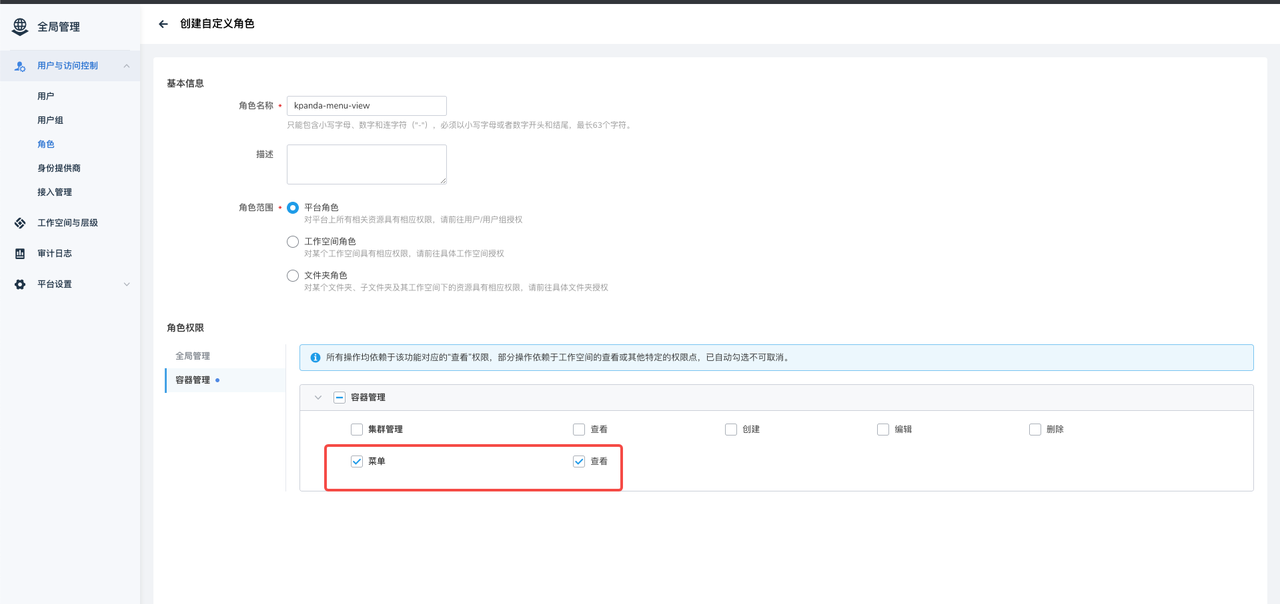 全局管理
创建自定义角色
用户与访问控制
用户
用户组
角色
身份提供商
接入管理
工作空间与层级
审计日志
平台设置
基本信息
角色名称 • kpanda-menu-view
只能包含小写字母、数字和连字符（"-"），必须以小写字母或者数字开头和结尾，最长63个字符。
描述
角色范围 • 平台角色
对平台上所有相关资源具有相应权限，请前往用户/用户组授权
工作空间角色
对某个工作空间具有相应权限，请前往具体工作空间授权
文件夹角色
对某个文件夹、子文件夹及其工作空间下的资源具有相应权限，请前往具体文件夹授权
角色权限
全局管理
容器管理
所有操作均依赖于该功能对应的"查看"权限，部分操作依赖于工作空间的查看或其他特定的权限点，已自动勾选不可取消。
容器管理
集群管理 查看 创建 编辑 删除
菜单 查看